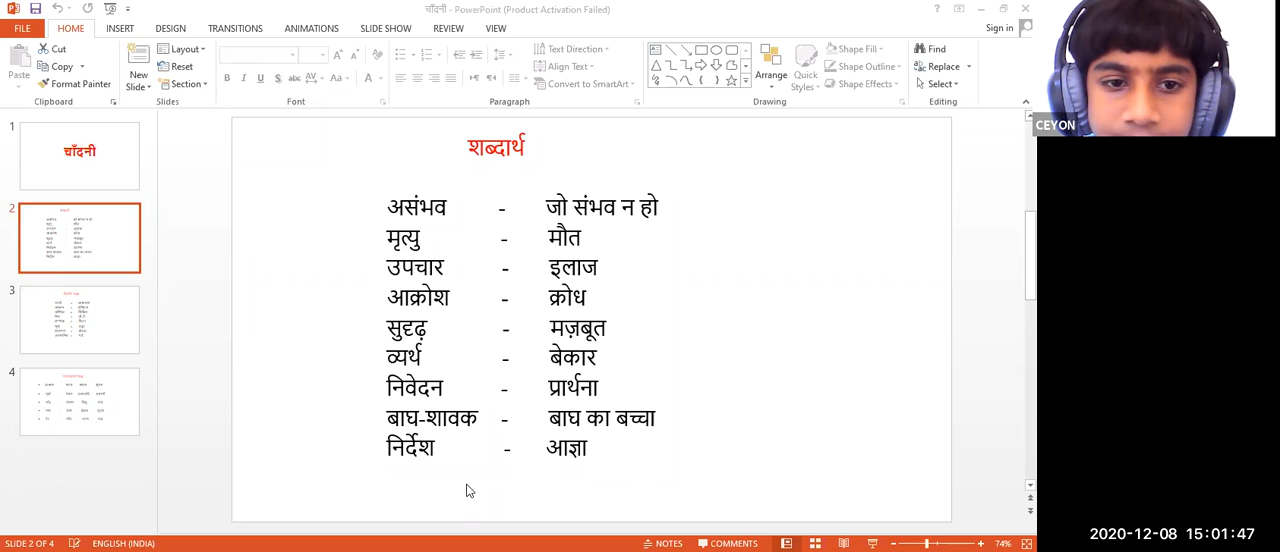 चाँदनी - PowerPoint (Product Activation Failed)
FILE HOME INSERT DESIGN TRANSITIONS ANIMATIONS SLIDE SHOW REVIEW VIEW Sign in
Paste Cut Copy Format Painter
Clipboard
New Slide Layout Reset Section
Slides
Font
Text Direction Align Text Convert to SmartArt
Paragraph
Arrange Quick Styles Shape Fill Shape Outline Shape Effects
Drawing
Find Replace Select
Editing
CEYON
1
चाँदनी
2
3
4
शब्दार्थ
असंभव - जो संभव न हो
मृत्यु - मौत
उपचार - इलाज
आक्रोश - क्रोध
सुदृढ़ - मज़बूत
व्यर्थ - बेकार
निवेदन - प्रार्थना
बाघ-शावक - बाघ का बच्चा
निर्देश - आज्ञा
SLIDE 2 OF 4 ENGLISH (INDIA) NOTES COMMENTS 74%
2020-12-08 15:01:47